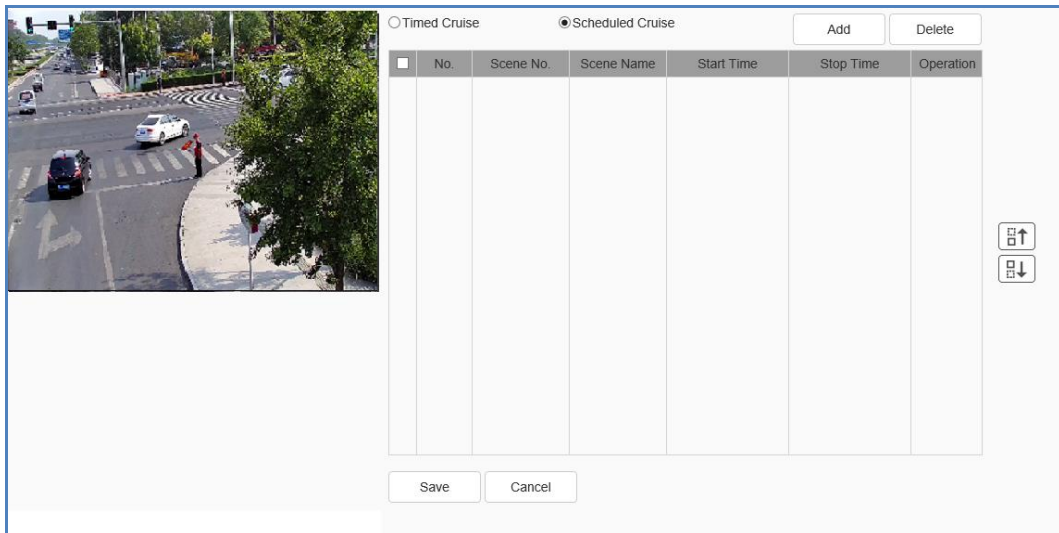 Timed Cruise Scheduled Cruise Add Delete
No. Scene No. Scene Name Start Time Stop Time Operation
Save Cancel